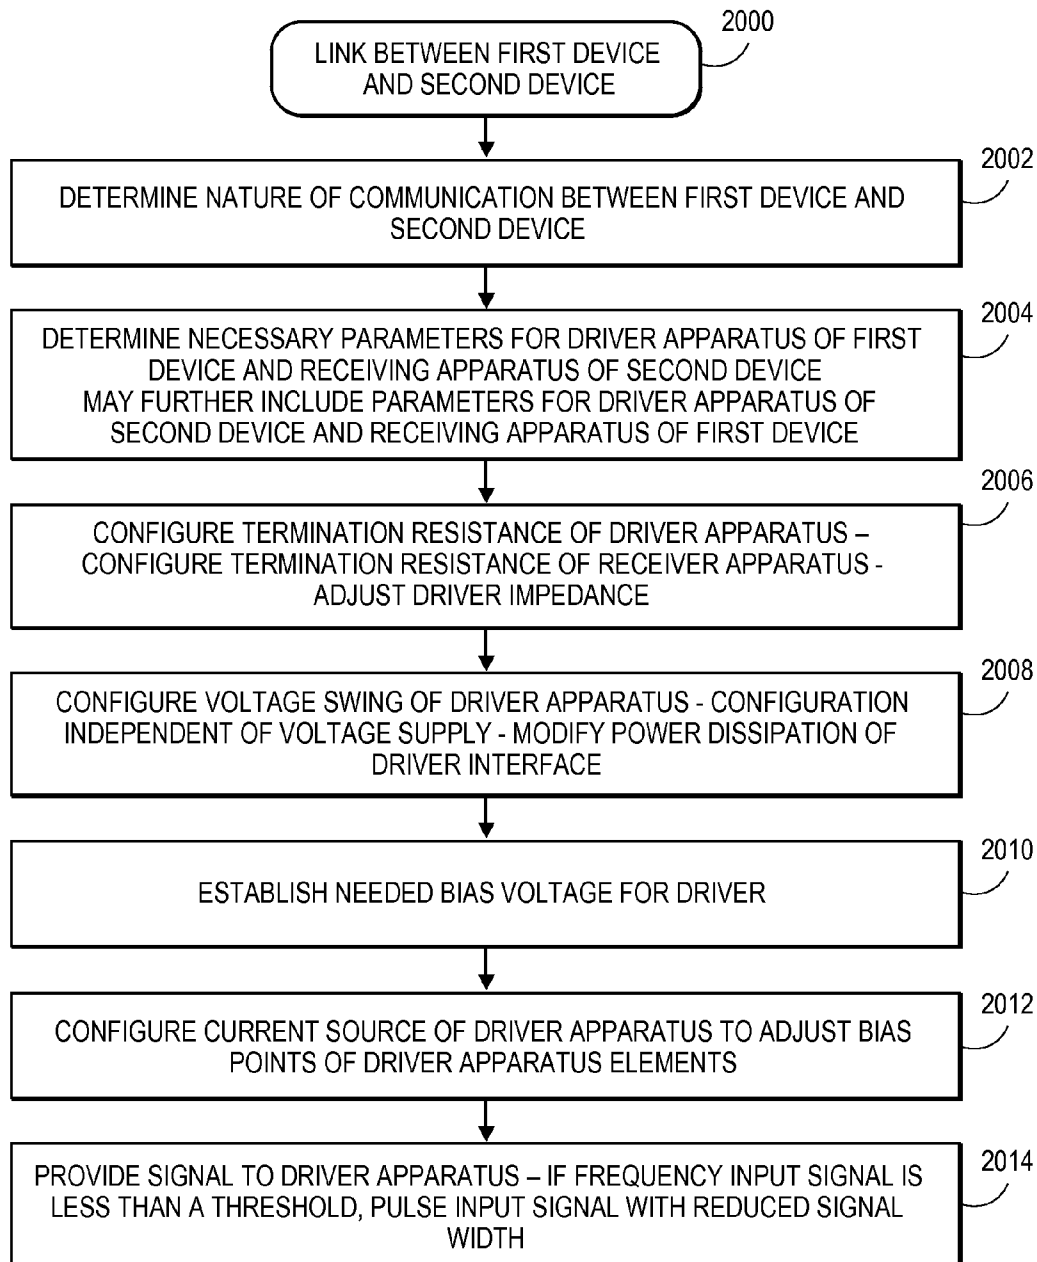 2000
LINK BETWEEN FIRST DEVICE
AND SECOND DEVICE
2002
DETERMINE NATURE OF COMMUNICATION BETWEEN FIRST DEVICE AND
SECOND DEVICE
2004
DETERMINE NECESSARY PARAMETERS FOR DRIVER APPARATUS OF FIRST
DEVICE AND RECEIVING APPARATUS OF SECOND DEVICE
MAY FURTHER INCLUDE PARAMETERS FOR DRIVER APPARATUS OF
SECOND DEVICE AND RECEIVING APPARATUS OF FIRST DEVICE
2006
CONFIGURE TERMINATION RESISTANCE OF DRIVER APPARATUS –
CONFIGURE TERMINATION RESISTANCE OF RECEIVER APPARATUS -
ADJUST DRIVER IMPEDANCE
2008
CONFIGURE VOLTAGE SWING OF DRIVER APPARATUS - CONFIGURATION
INDEPENDENT OF VOLTAGE SUPPLY - MODIFY POWER DISSIPATION OF
DRIVER INTERFACE
2010
ESTABLISH NEEDED BIAS VOLTAGE FOR DRIVER
2012
CONFIGURE CURRENT SOURCE OF DRIVER APPARATUS TO ADJUST BIAS
POINTS OF DRIVER APPARATUS ELEMENTS
2014
PROVIDE SIGNAL TO DRIVER APPARATUS – IF FREQUENCY INPUT SIGNAL IS
LESS THAN A THRESHOLD, PULSE INPUT SIGNAL WITH REDUCED SIGNAL
WIDTH